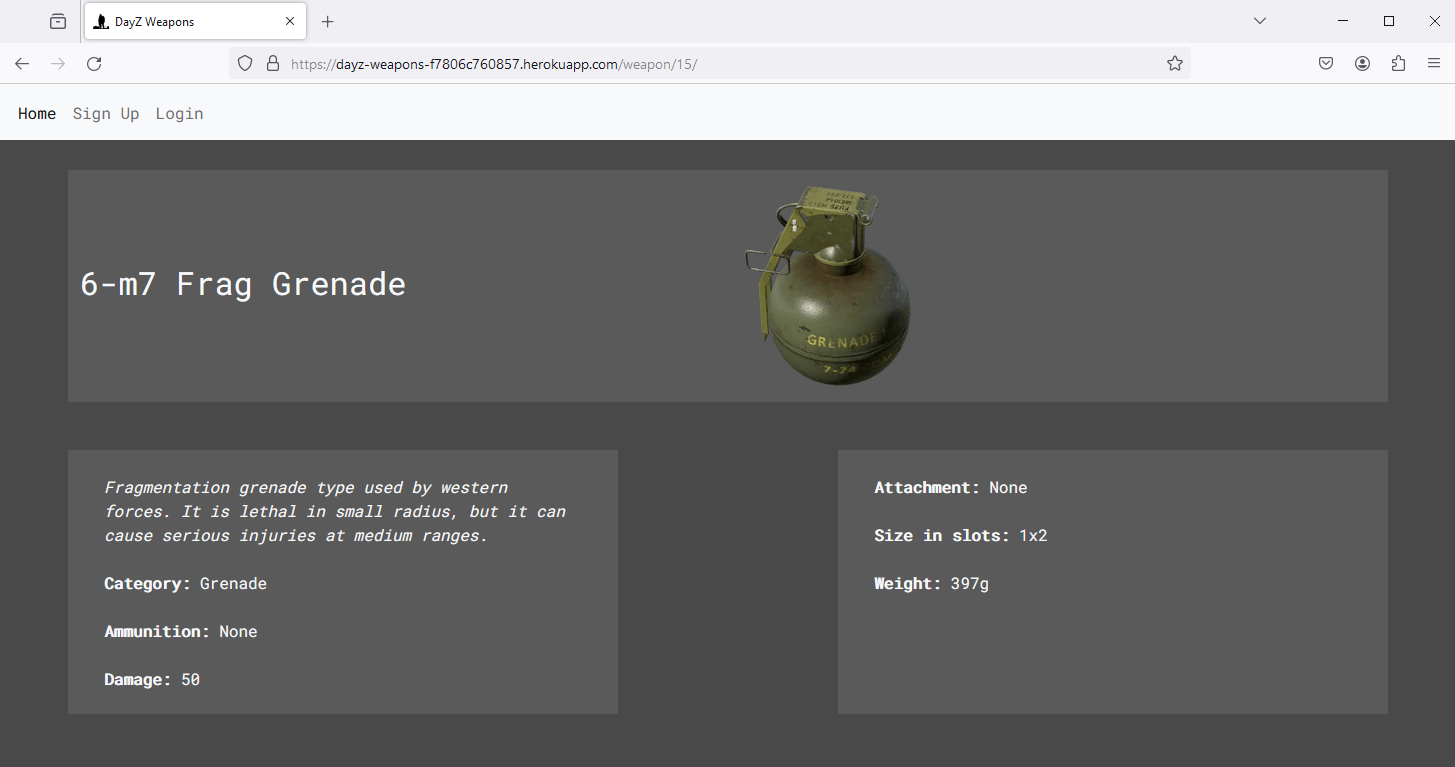 DayZ Weapons
https://dayz-weapons-f7806c760857.herokuapp.com/weapon/15/
Home Sign Up Login
6-m7 Frag Grenade
GRENADE
7-74
Fragmentation grenade type used by western
forces. It is lethal in small radius, but it can
cause serious injuries at medium ranges.
Category: Grenade
Ammunition: None
Damage: 50
Attachment: None
Size in slots: 1x2
Weight: 397g